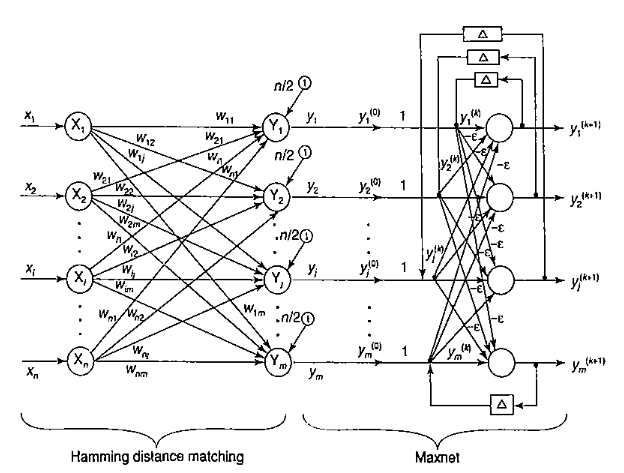 Δ
Δ
Δ
n/2 1
x1 X1 w11 Y1 y1 y1(0) 1 y1(k) y1(k+1)
w12 w21
w1j wi1 wn1
-ε -ε
n/2 1
-ε
y2(k)
w21
x2 X2 w22 Y2 y2 y2(0) 1 y2(k+1)
w2j
w2m
-ε -ε
n/2 1
wi1
wi2
-ε
yj(k)
-ε
xi Xi wij Yj yj yj(0) 1 yj(k+1)
wim
-ε
wn1 wn2 w1m
n/2 1
-ε
-ε
wnj
xn Xn wnm Ym ym ym(0) 1 ym(k) ym(k+1)
Δ
Hamming distance matching Maxnet